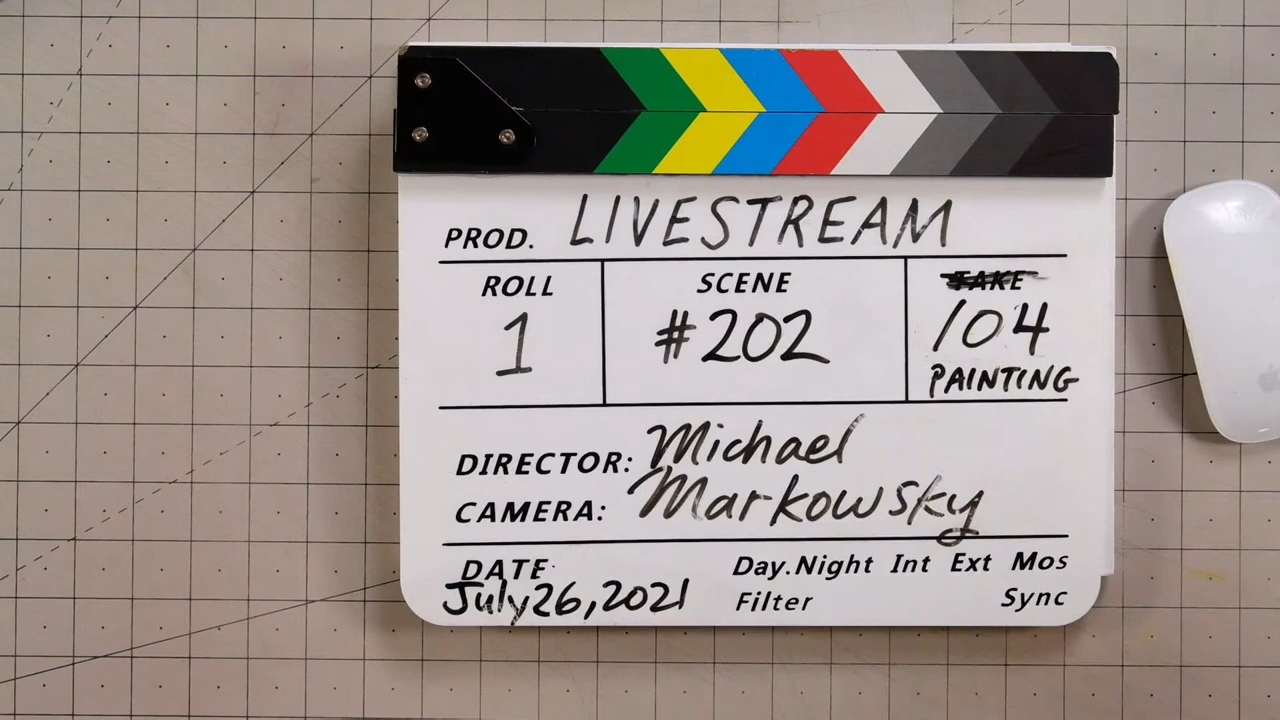 PROD. LIVESTREAM
ROLL SCENE TAKE
1 #202 104
PAINTING
DIRECTOR: Michael
CAMERA: Markowsky
DATE Day.Night Int Ext Mos
July 26, 2021 Filter Sync